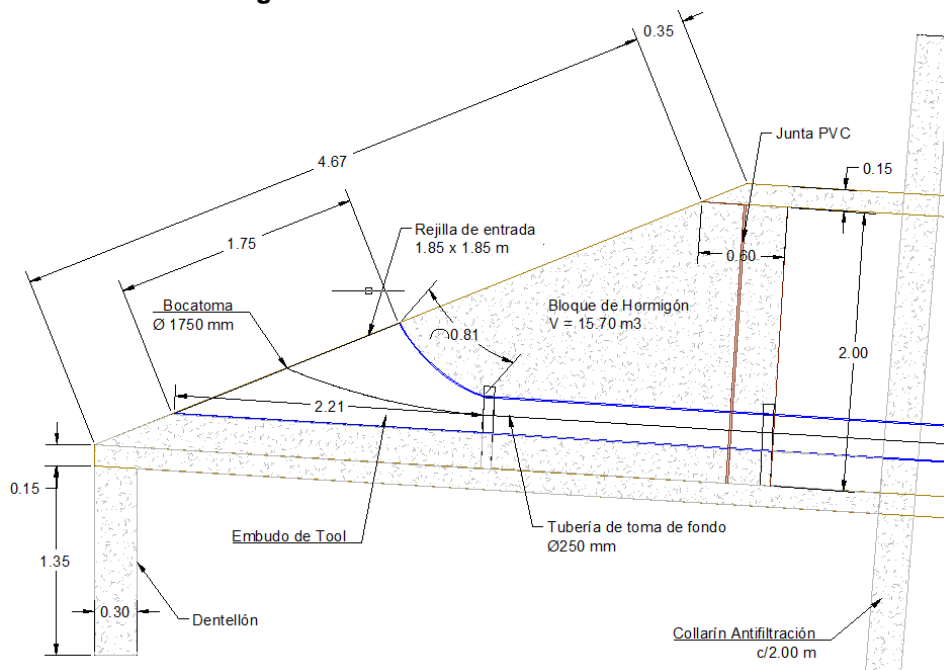 0.35
Junta PVC
0.15
4.67
1.75
Rejilla de entrada
1.85 x 1.85 m
0.60
Bocatoma
Ø 1750 mm
Bloque de Hormigón
V = 15.70 m3
0.81
2.00
2.21
0.15
Embudo de Tool
Tubería de toma de fondo
Ø250 mm
1.35
0.30
Dentellón
Collarín Antifiltración
c/2.00 m